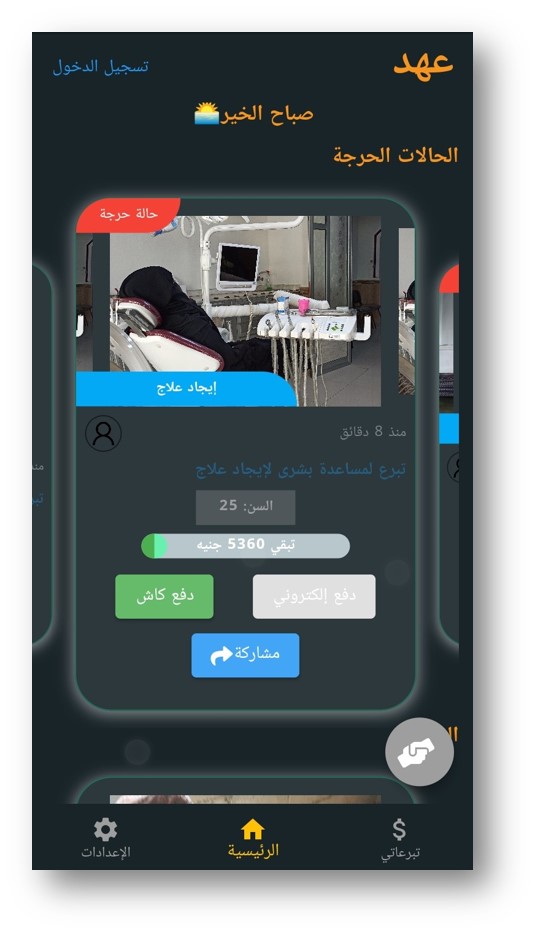 عهد
تسجيل الدخول
صباح الخير🌅
الحالات الحرجة
حالة حرجة
إيجاد علاج
منذ 8 دقائق
تبرع لمساعدة بشرى لإيجاد علاج
السن: 25
تبقي 5360 جنيه
دفع إلكتروني
دفع كاش
مشاركة
تبرعاتي
الرئيسية
الإعدادات